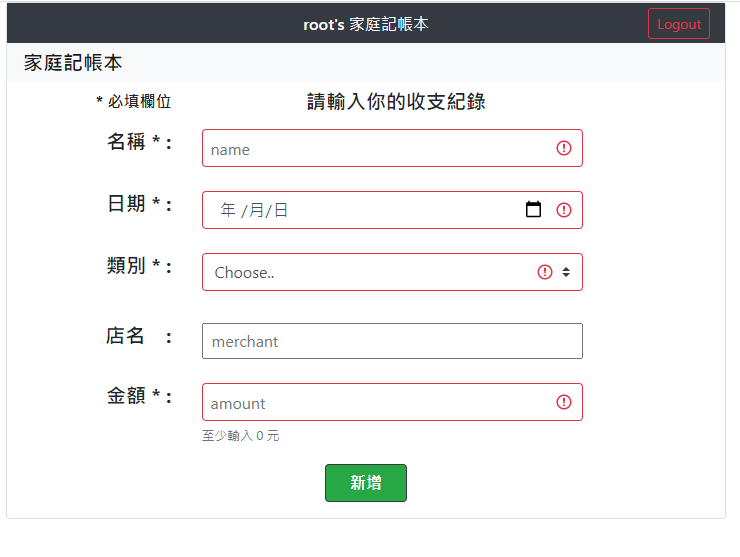 root's 家庭記帳本 Logout
家庭記帳本
* 必填欄位 請輸入你的收支紀錄
名稱 * : name
日期 * : 年 /月/日
類別 * : Choose..
店名 : merchant
金額 * : amount
至少輸入 0 元
新增